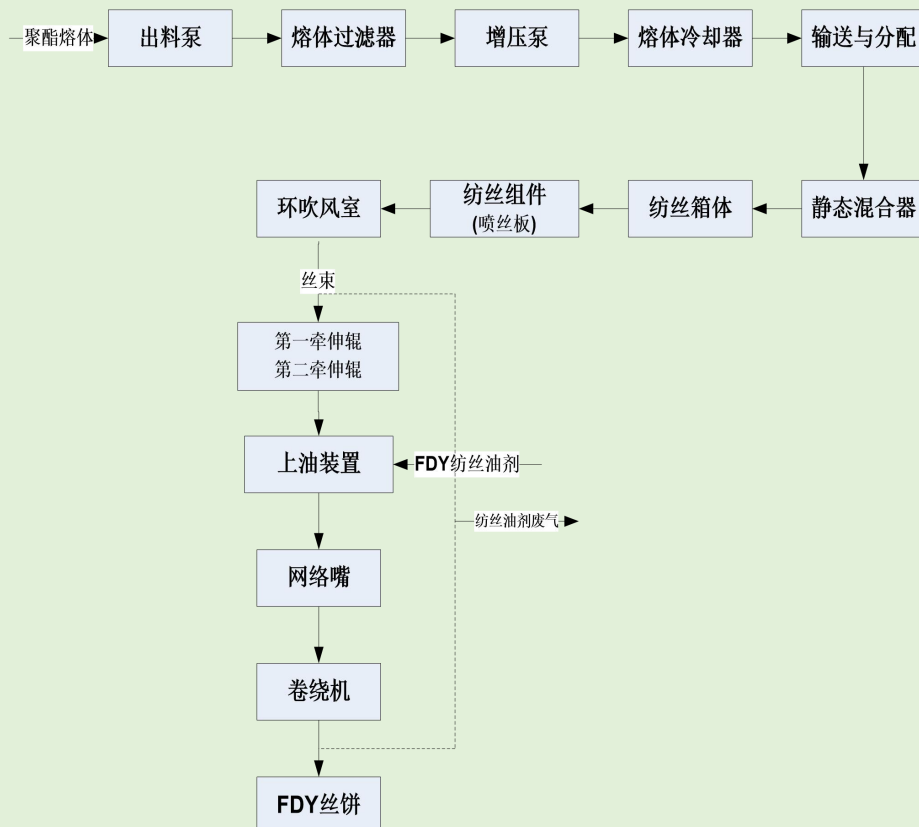 聚酯熔体
出料泵
熔体过滤器
增压泵
熔体冷却器
输送与分配
静态混合器
纺丝箱体
纺丝组件
(喷丝板)
环吹风室
丝束
第一牵伸辊
第二牵伸辊
上油装置
FDY纺丝油剂
纺丝油剂废气
网络嘴
卷绕机
FDY丝饼